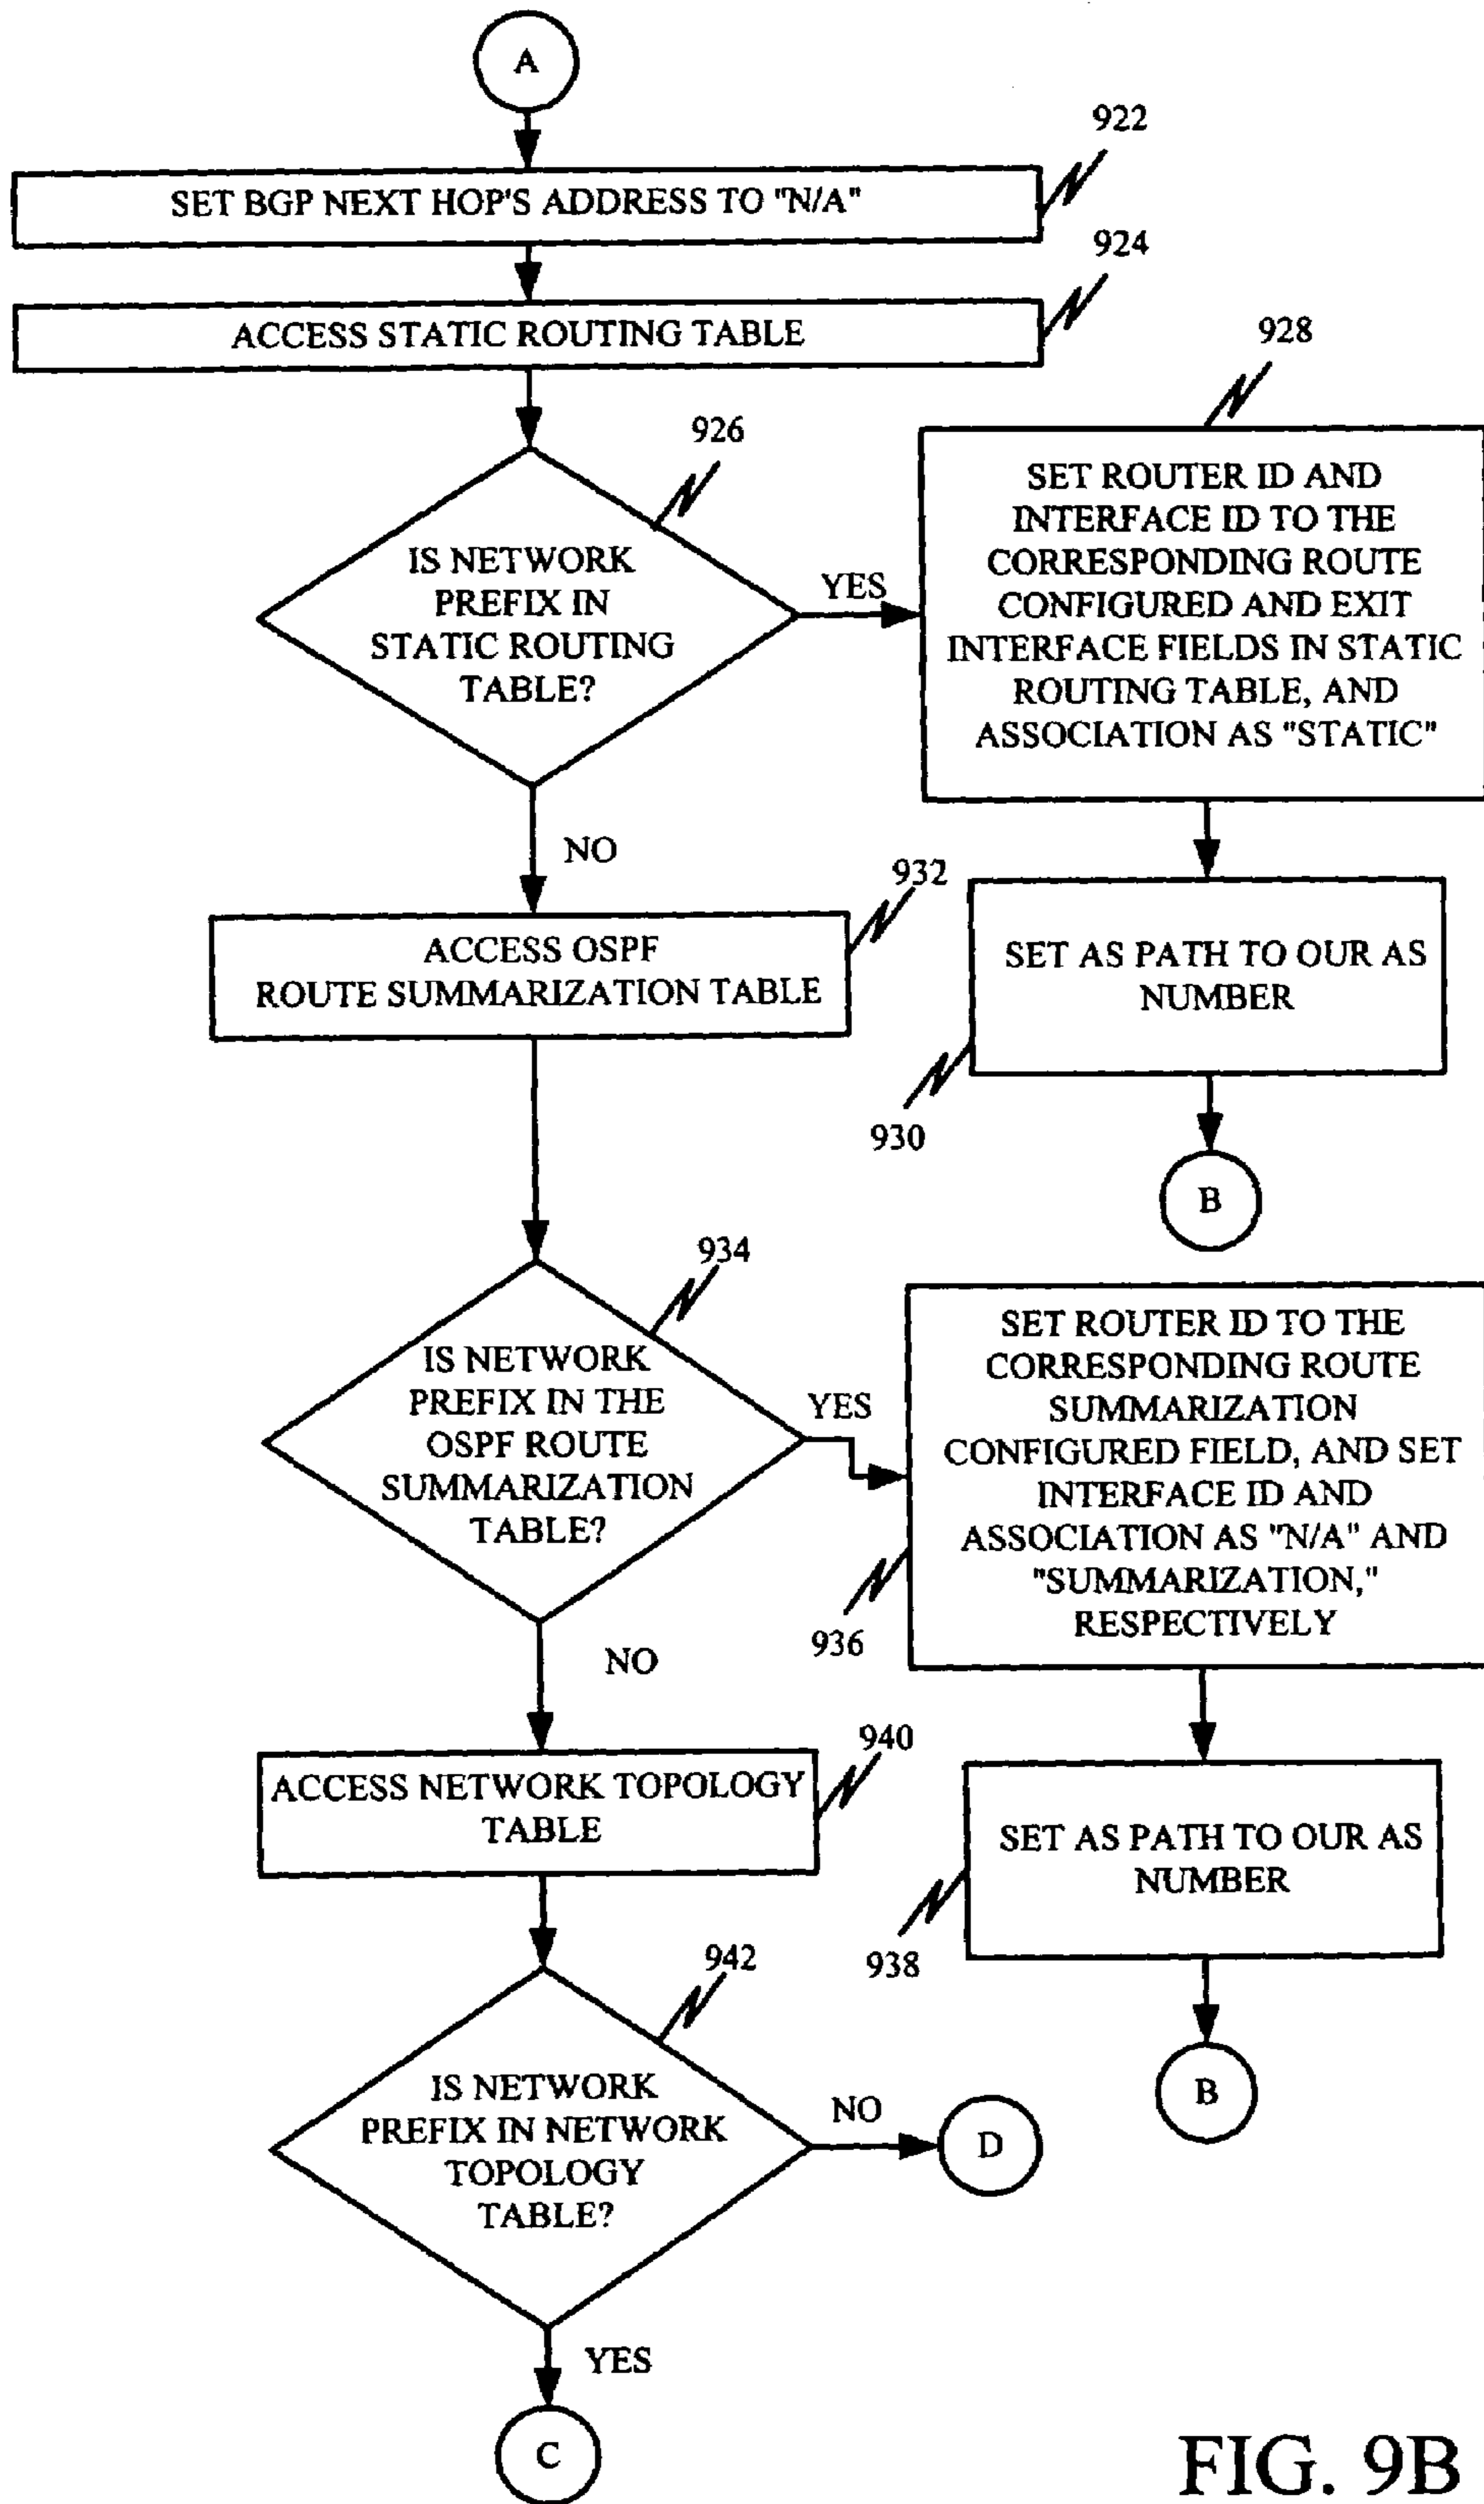 A
922
SET BGP NEXT HOP'S ADDRESS TO "N/A"
924
ACCESS STATIC ROUTING TABLE
926
IS NETWORK
PREFIX IN
STATIC ROUTING
TABLE?
YES
928
SET ROUTER ID AND
INTERFACE ID TO THE
CORRESPONDING ROUTE
CONFIGURED AND EXIT
INTERFACE FIELDS IN STATIC
ROUTING TABLE, AND
ASSOCIATION AS "STATIC"
NO
932
ACCESS OSPF
ROUTE SUMMARIZATION TABLE
SET AS PATH TO OUR AS
NUMBER
930
B
934
IS NETWORK
PREFIX IN THE
OSPF ROUTE
SUMMARIZATION
TABLE?
YES
SET ROUTER ID TO THE
CORRESPONDING ROUTE
SUMMARIZATION
CONFIGURED FIELD, AND SET
INTERFACE ID AND
ASSOCIATION AS "N/A" AND
"SUMMARIZATION,"
RESPECTIVELY
936
NO
940
ACCESS NETWORK TOPOLOGY
TABLE
SET AS PATH TO OUR AS
NUMBER
938
B
942
IS NETWORK
PREFIX IN NETWORK
TOPOLOGY
TABLE?
NO
D
YES
C
FIG. 9B